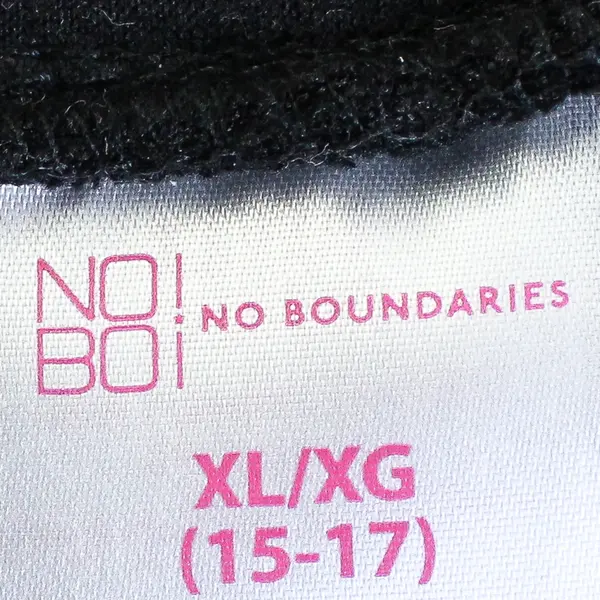 NO!
BO¡
NO BOUNDARIES
XL/XG
(15-17)